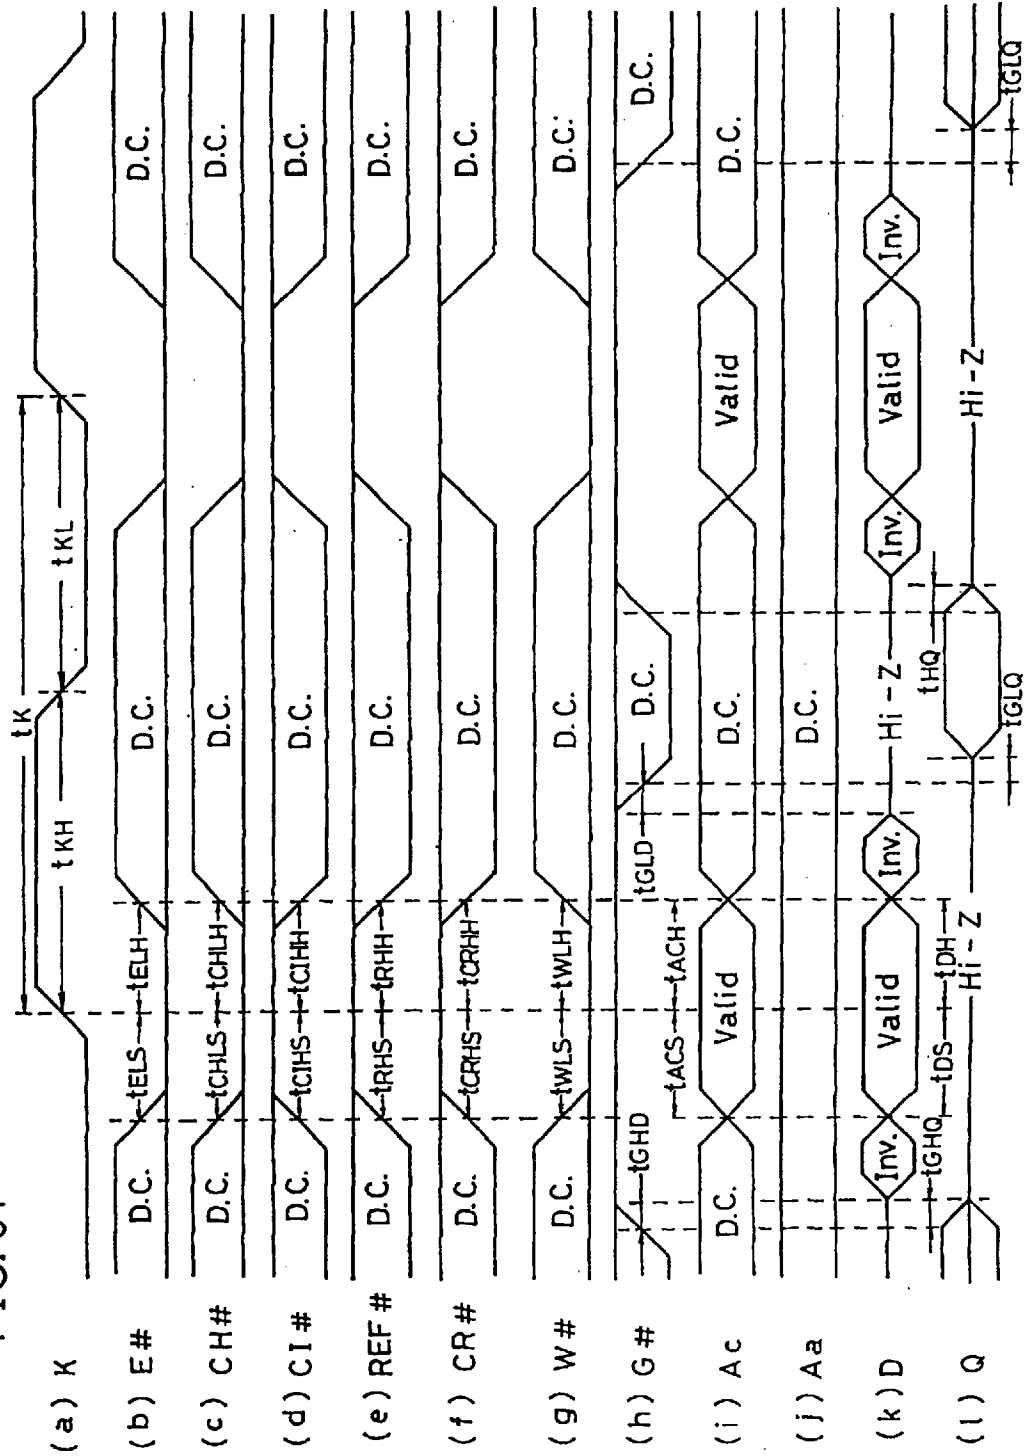 tK
(a) K tKH tKL
(b) E# D.C. tELS tELH D.C. D.C.
(c) CH# D.C. tCHLS tCHLH D.C. D.C.
(d) CI# D.C. tCIHS tCIHH D.C. D.C.
(e) REF# D.C. tRHS tRHH D.C. D.C.
(f) CR# D.C. tCRHS tCRHH D.C. D.C.
(g) W# D.C. tWLS tWLH D.C. D.C.
(h) G# tGHD tGLD D.C. D.C.
tACS tACH
(i) Ac D.C. Valid D.C. Valid D.C.
(j) Aa D.C.
(k) D Inv. Valid Inv. Hi-Z Inv. Valid Inv.
tGHQ tDS tDH tHQ
(l) Q Hi-Z Hi-Z
tGLQ tGLQ